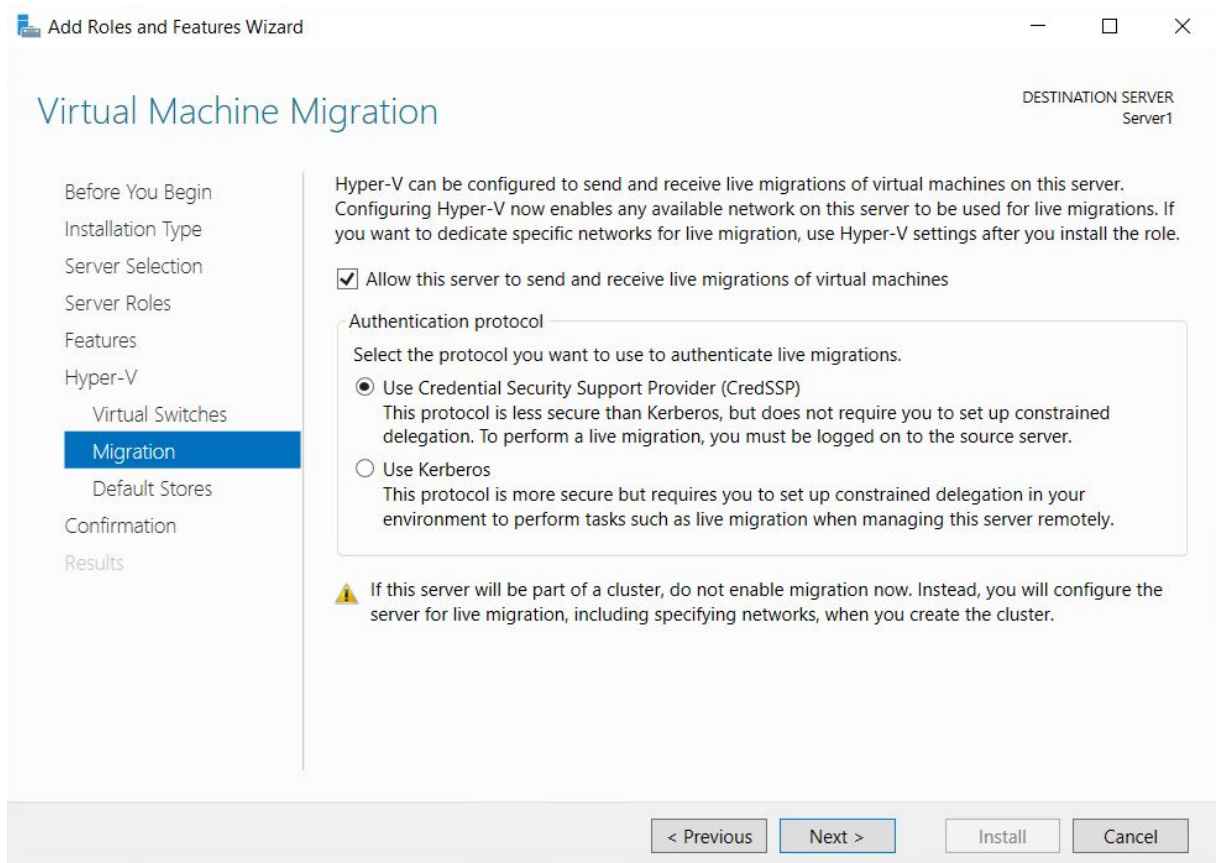 Add Roles and Features Wizard
Virtual Machine Migration
DESTINATION SERVER
Server1
Before You Begin
Installation Type
Server Selection
Server Roles
Features
Hyper-V
Virtual Switches
Migration
Default Stores
Confirmation
Results
Hyper-V can be configured to send and receive live migrations of virtual machines on this server.
Configuring Hyper-V now enables any available network on this server to be used for live migrations. If
you want to dedicate specific networks for live migration, use Hyper-V settings after you install the role.
Allow this server to send and receive live migrations of virtual machines
Authentication protocol
Select the protocol you want to use to authenticate live migrations.
Use Credential Security Support Provider (CredSSP)
This protocol is less secure than Kerberos, but does not require you to set up constrained
delegation. To perform a live migration, you must be logged on to the source server.
Use Kerberos
This protocol is more secure but requires you to set up constrained delegation in your
environment to perform tasks such as live migration when managing this server remotely.
If this server will be part of a cluster, do not enable migration now. Instead, you will configure the
server for live migration, including specifying networks, when you create the cluster.
< Previous
Next >
Install
Cancel